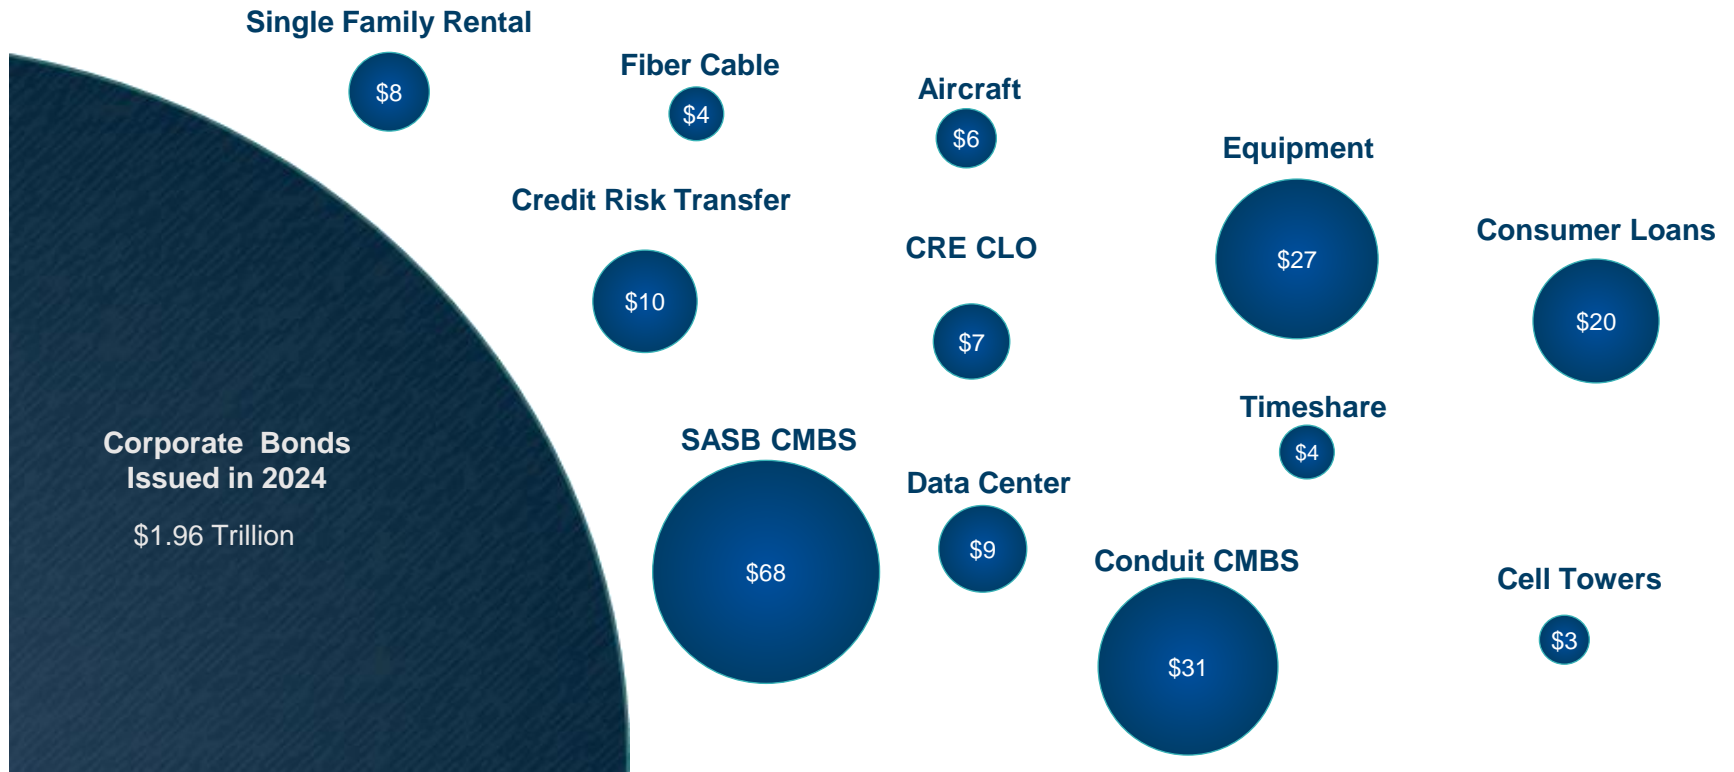 Single Family Rental
$8
Fiber Cable
$4
Aircraft
$6
Equipment
$27
Credit Risk Transfer
$10
CRE CLO
$7
Consumer Loans
$20
Corporate Bonds
Issued in 2024
$1.96 Trillion
SASB CMBS
$68
Data Center
$9
Timeshare
$4
Conduit CMBS
$31
Cell Towers
$3